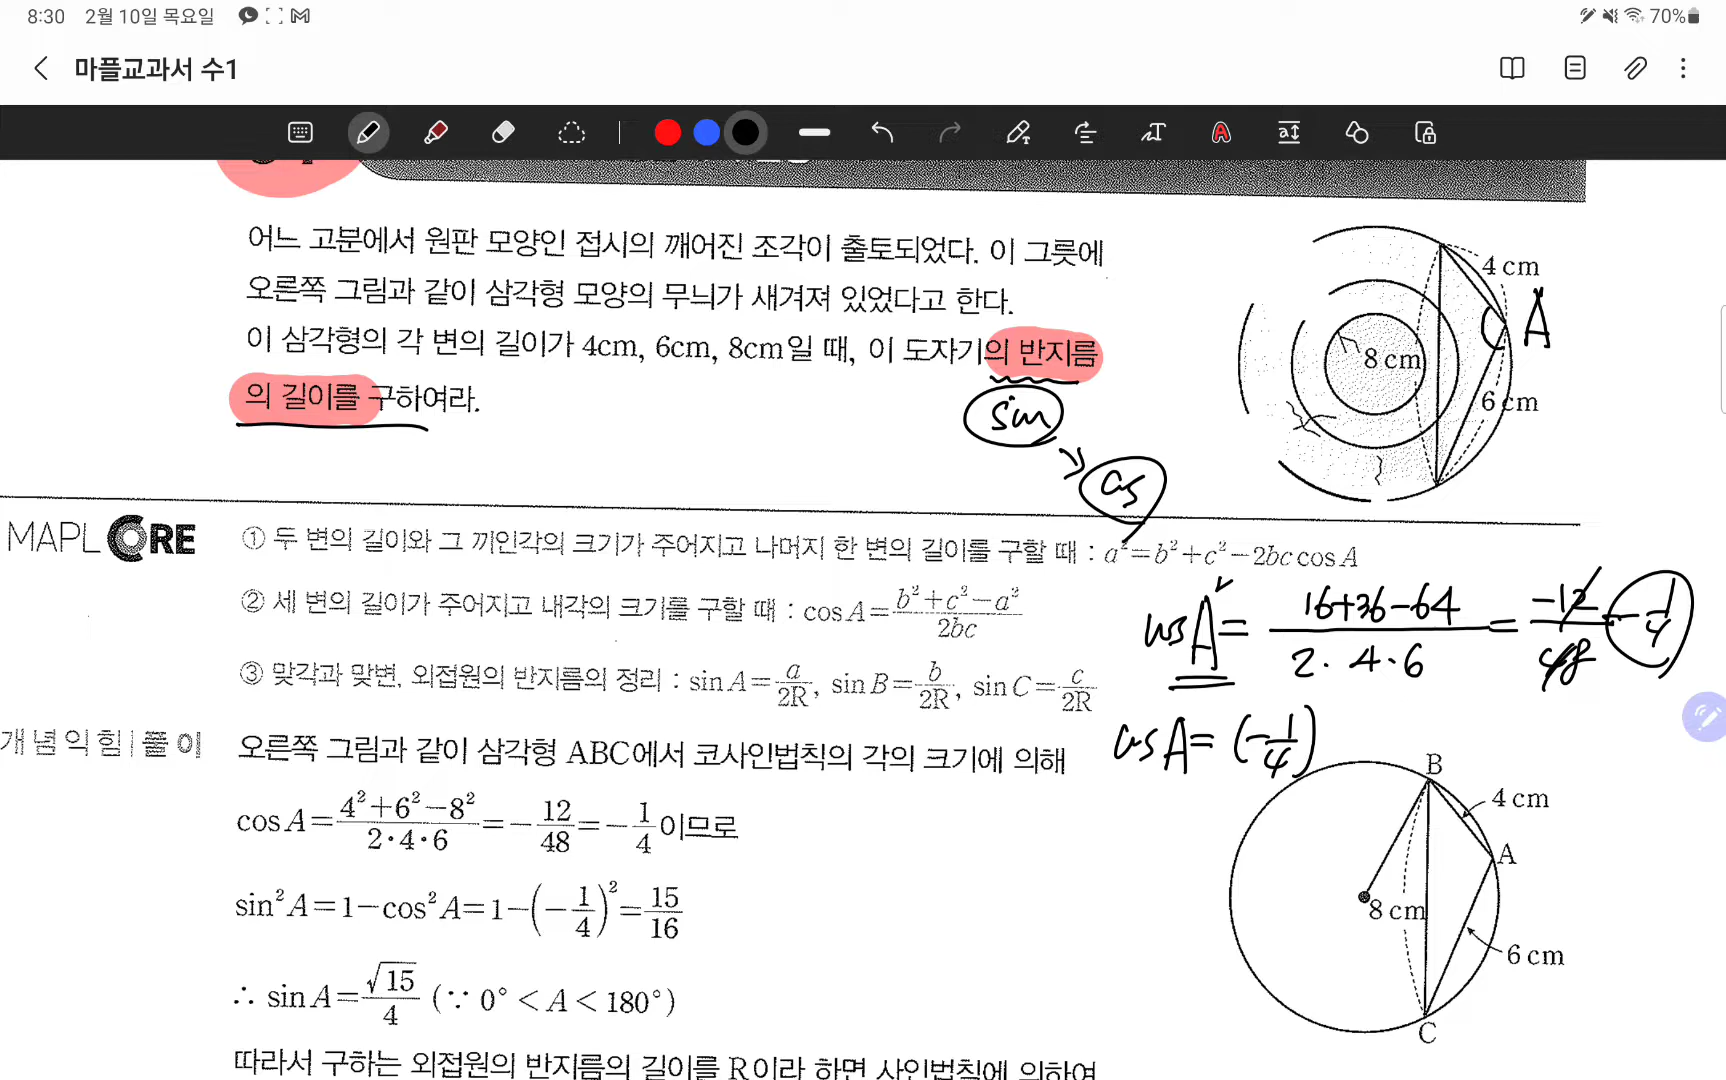 8:30 2월 10일 목요일 70%
마플교과서 수1
어느 고분에서 원판 모양인 접시의 깨어진 조각이 출토되었다. 이 그릇에
오른쪽 그림과 같이 삼각형 모양의 무늬가 새겨져 있었다고 한다.
이 삼각형의 각 변의 길이가 4cm, 6cm, 8cm일 때, 이 도자기의 반지름
의 길이를 구하여라.
4 cm
A
8 cm
6 cm
sin
cos
MAPL CORE
① 두 변의 길이와 그 끼인각의 크기가 주어지고 나머지 한 변의 길이를 구할 때 : a²=b²+c²-2bc cos A
② 세 변의 길이가 주어지고 내각의 크기를 구할 때 : cos A=(b²+c²-a²)/2bc
③ 맞각과 맞변, 외접원의 반지름의 정리 : sin A=a/2R, sin B=b/2R, sin C=c/2R
cos A = (16+36-64)/(2·4·6) = -12/48 = -1/4
cos A = (-1/4)
개념익힘|풀이
오른쪽 그림과 같이 삼각형 ABC에서 코사인법칙의 각의 크기에 의해
cos A=(4²+6²-8²)/(2·4·6)=-12/48=-1/4이므로
sin²A=1-cos²A=1-(-1/4)²=15/16
∴ sin A=√15/4 (∵ 0°<A<180°)
따라서 구하는 외접원의 반지름의 길이를 R이라 하면 사인법칙에 의하여
B
4 cm
A
8 cm
6 cm
C